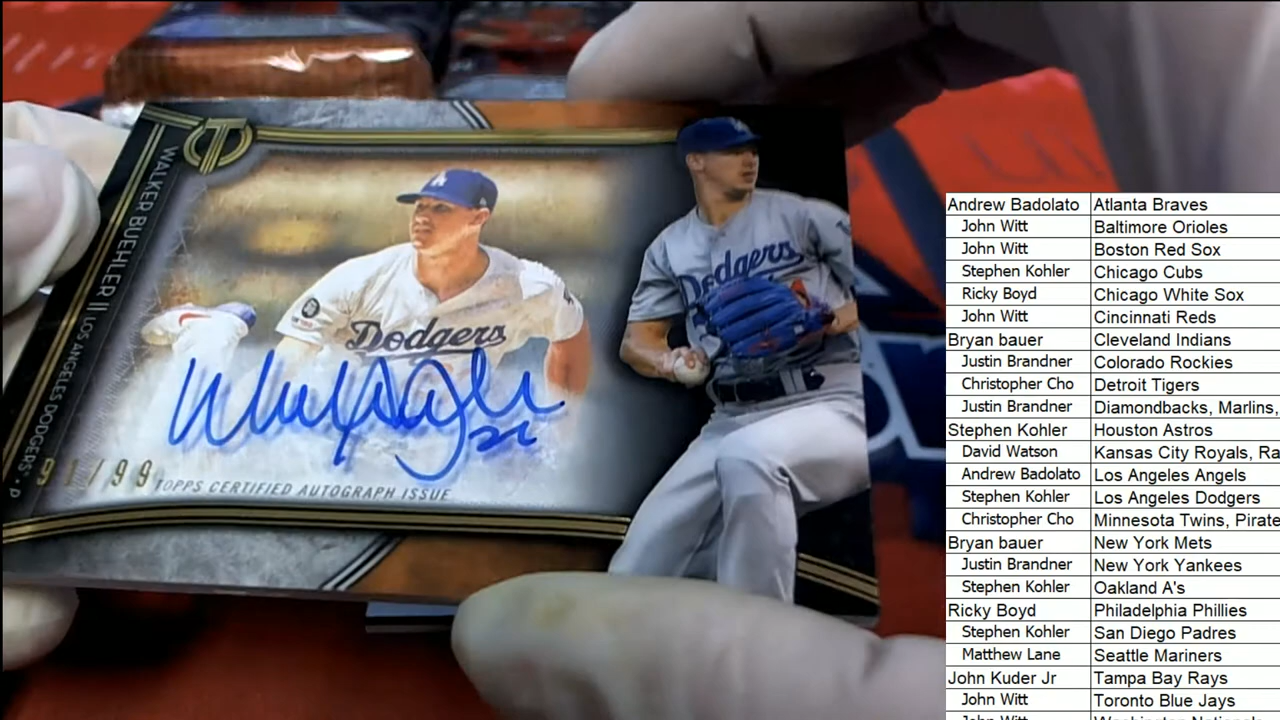 WALKER BUEHLER || LOS ANGELES DODGERS® • P
Dodgers
Dodgers
21
91/99
TOPPS CERTIFIED AUTOGRAPH ISSUE
Andrew Badolato Atlanta Braves
John Witt Baltimore Orioles
John Witt Boston Red Sox
Stephen Kohler Chicago Cubs
Ricky Boyd Chicago White Sox
John Witt Cincinnati Reds
Bryan bauer Cleveland Indians
Justin Brandner Colorado Rockies
Christopher Cho Detroit Tigers
Justin Brandner Diamondbacks, Marlins,
Stephen Kohler Houston Astros
David Watson Kansas City Royals, Ra
Andrew Badolato Los Angeles Angels
Stephen Kohler Los Angeles Dodgers
Christopher Cho Minnesota Twins, Pirate
Bryan bauer New York Mets
Justin Brandner New York Yankees
Stephen Kohler Oakland A's
Ricky Boyd Philadelphia Phillies
Stephen Kohler San Diego Padres
Matthew Lane Seattle Mariners
John Kuder Jr Tampa Bay Rays
John Witt Toronto Blue Jays
John Witt Washington Nationals